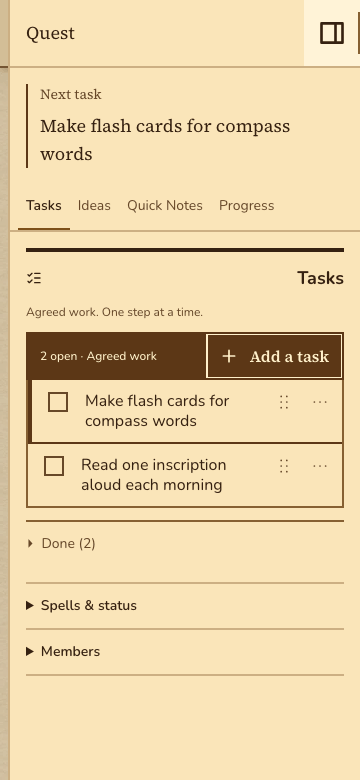 Quest
Next task
Make flash cards for compass
words
Tasks
Ideas
Quick Notes
Progress
Tasks
Agreed work. One step at a time.
2 open · Agreed work
Add a task
Make flash cards for
compass words
Read one inscription
aloud each morning
Done (2)
Spells & status
Members